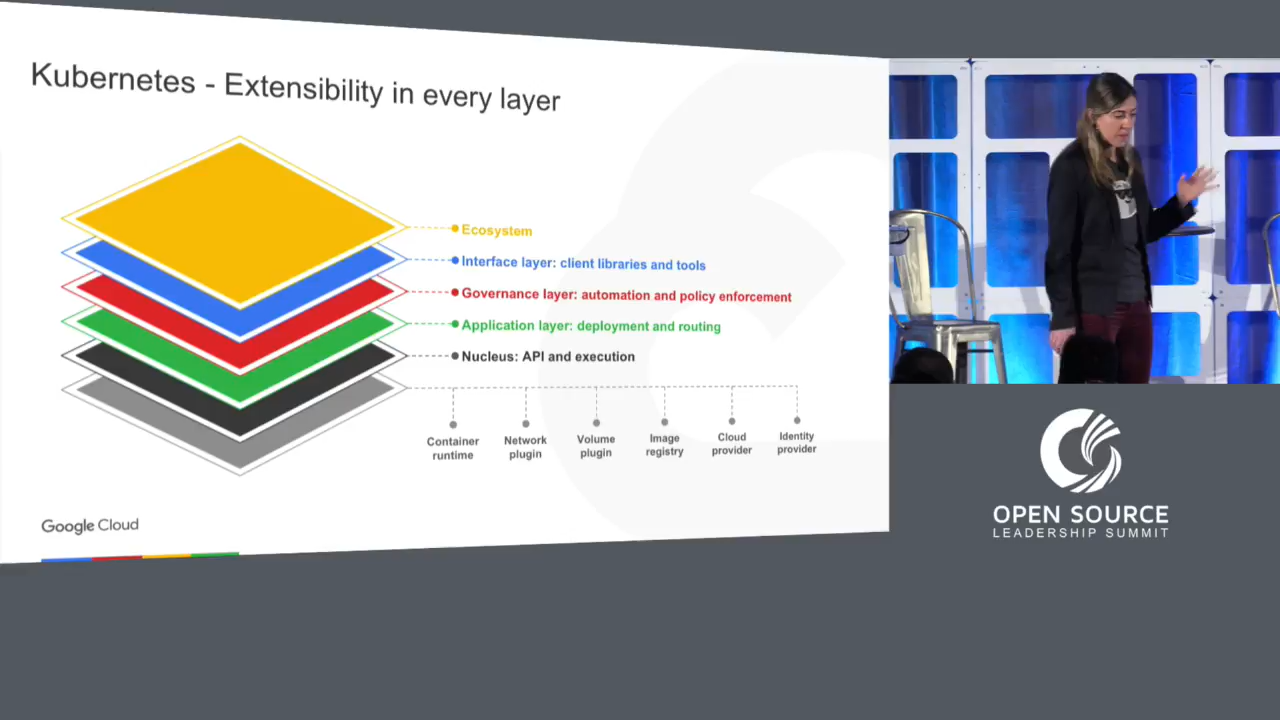 Kubernetes - Extensibility in every layer
Ecosystem
Interface layer: client libraries and tools
Governance layer: automation and policy enforcement
Application layer: deployment and routing
Nucleus: API and execution
Container
runtime
Network
plugin
Volume
plugin
Image
registry
Cloud
provider
Identity
provider
Google Cloud
OPEN SOURCE
LEADERSHIP SUMMIT